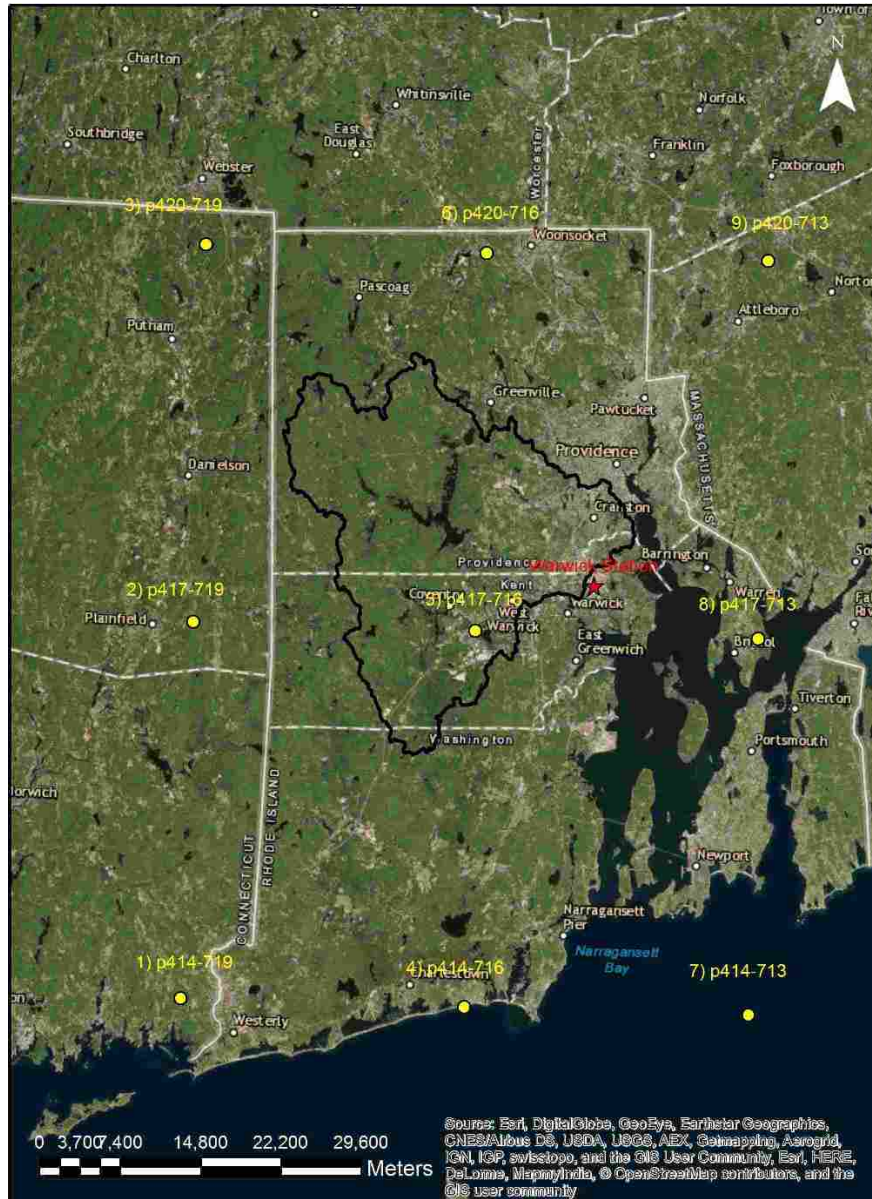 Town of
N
Charlton
Whitinsville
Norfolk
Southbridge
East
Douglas
Worcester
Franklin
Webster
Foxborough
3) p420-719
6) p420-716
9) p420-713
Woonsocket
Pascoag
Norton
Attleboro
Putnam
Greenville
Pawtucket
MASSACHUSETTS
Providence
Danielson
Cranston
Barrington
Providence
Warwick Station
Kent
Warren
2) p417-719
Coventry
5) p417-716
West
Warwick
Warwick
8) p417-713
Plainfield
East
Greenwich
Bristol
Tiverton
Washington
Portsmouth
CONNECTICUT
RHODE ISLAND
Newport
Narragansett
Pier
Narragansett
Bay
1) p414-719
4) p414-716
Charlestown
7) p414-713
Westerly
0 3,700 7,400 14,800 22,200 29,600
Meters
Source: Esri, DigitalGlobe, GeoEye, Earthstar Geographics,
CNES/Airbus DS, USDA, USGS, AEX, Getmapping, Aerogrid,
IGN, IGP, swisstopo, and the GIS User Community, Esri, HERE,
DeLorme, MapmyIndia, © OpenStreetMap contributors, and the
GIS user community